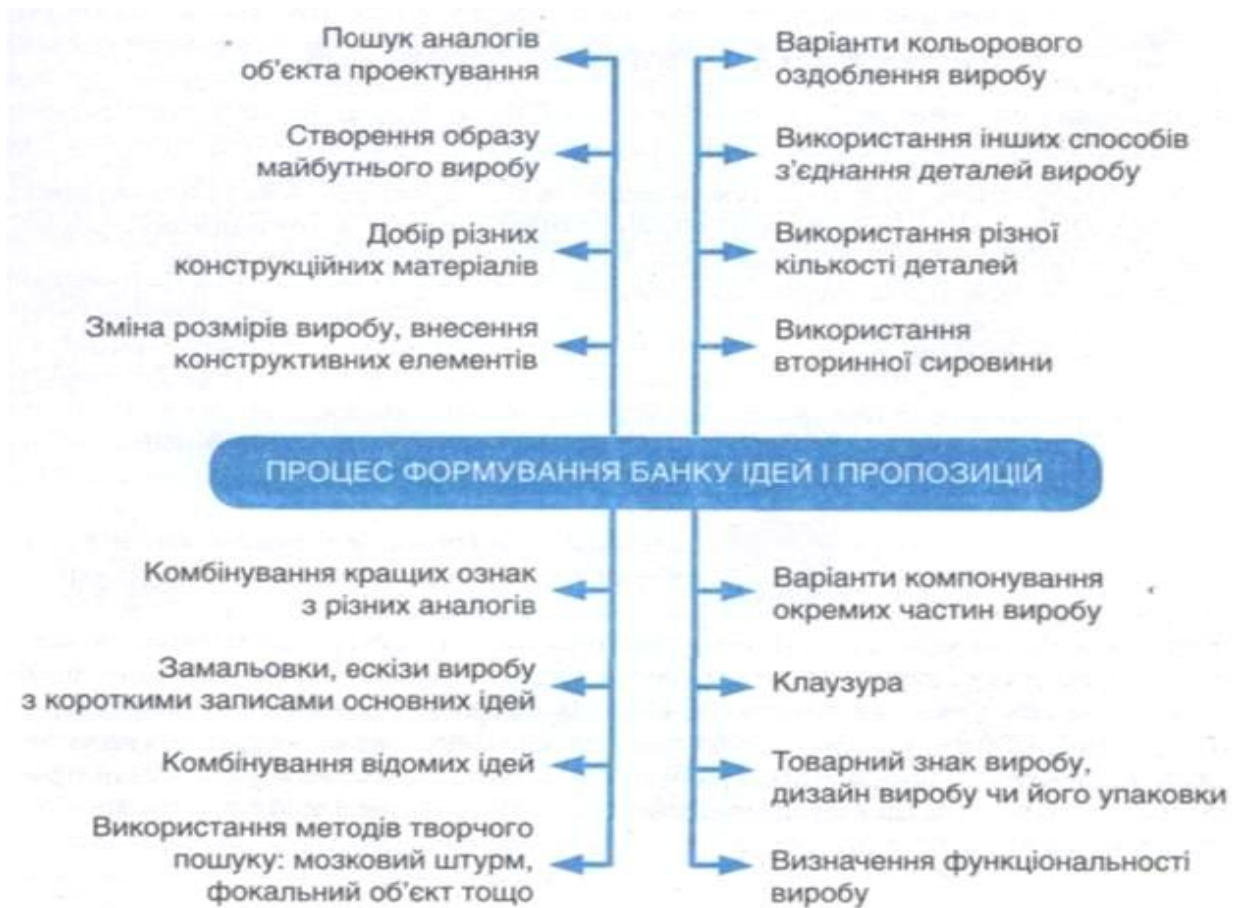 Пошук аналогів
об'єкта проектування
Створення образу
майбутнього виробу
Добір різних
конструкційних матеріалів
Зміна розмірів виробу, внесення
конструктивних елементів
Варіанти кольорового
оздоблення виробу
Використання інших способів
з'єднання деталей виробу
Використання різної
кількості деталей
Використання
вторинної сировини
ПРОЦЕС ФОРМУВАННЯ БАНКУ ІДЕЙ І ПРОПОЗИЦІЙ
Комбінування кращих ознак
з різних аналогів
Замальовки, ескізи виробу
з короткими записами основних ідей
Комбінування відомих ідей
Використання методів творчого
пошуку: мозковий штурм,
фокальний об'єкт тощо
Варіанти компонування
окремих частин виробу
Клаузура
Товарний знак виробу,
дизайн виробу чи його упаковки
Визначення функціональності
виробу